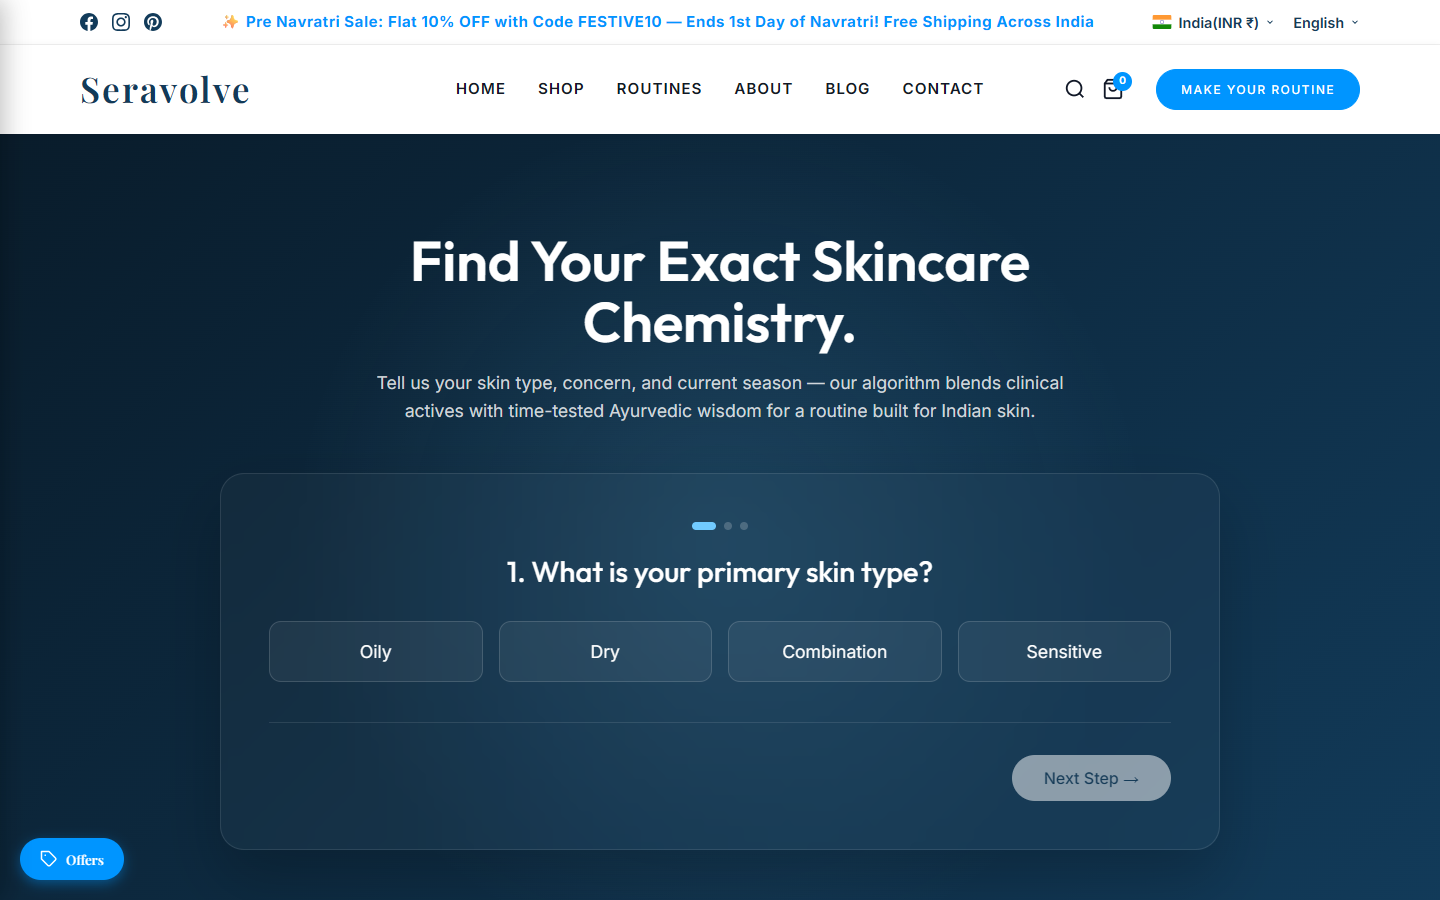 ✨ Pre Navratri Sale: Flat 10% OFF with Code FESTIVE10 — Ends 1st Day of Navratri! Free Shipping Across India
India(INR ₹)
English
Seravolve
HOME
SHOP
ROUTINES
ABOUT
BLOG
CONTACT
0
MAKE YOUR ROUTINE
Find Your Exact Skincare
Chemistry.
Tell us your skin type, concern, and current season — our algorithm blends clinical
actives with time-tested Ayurvedic wisdom for a routine built for Indian skin.
1. What is your primary skin type?
Oily
Dry
Combination
Sensitive
Next Step →
Offers